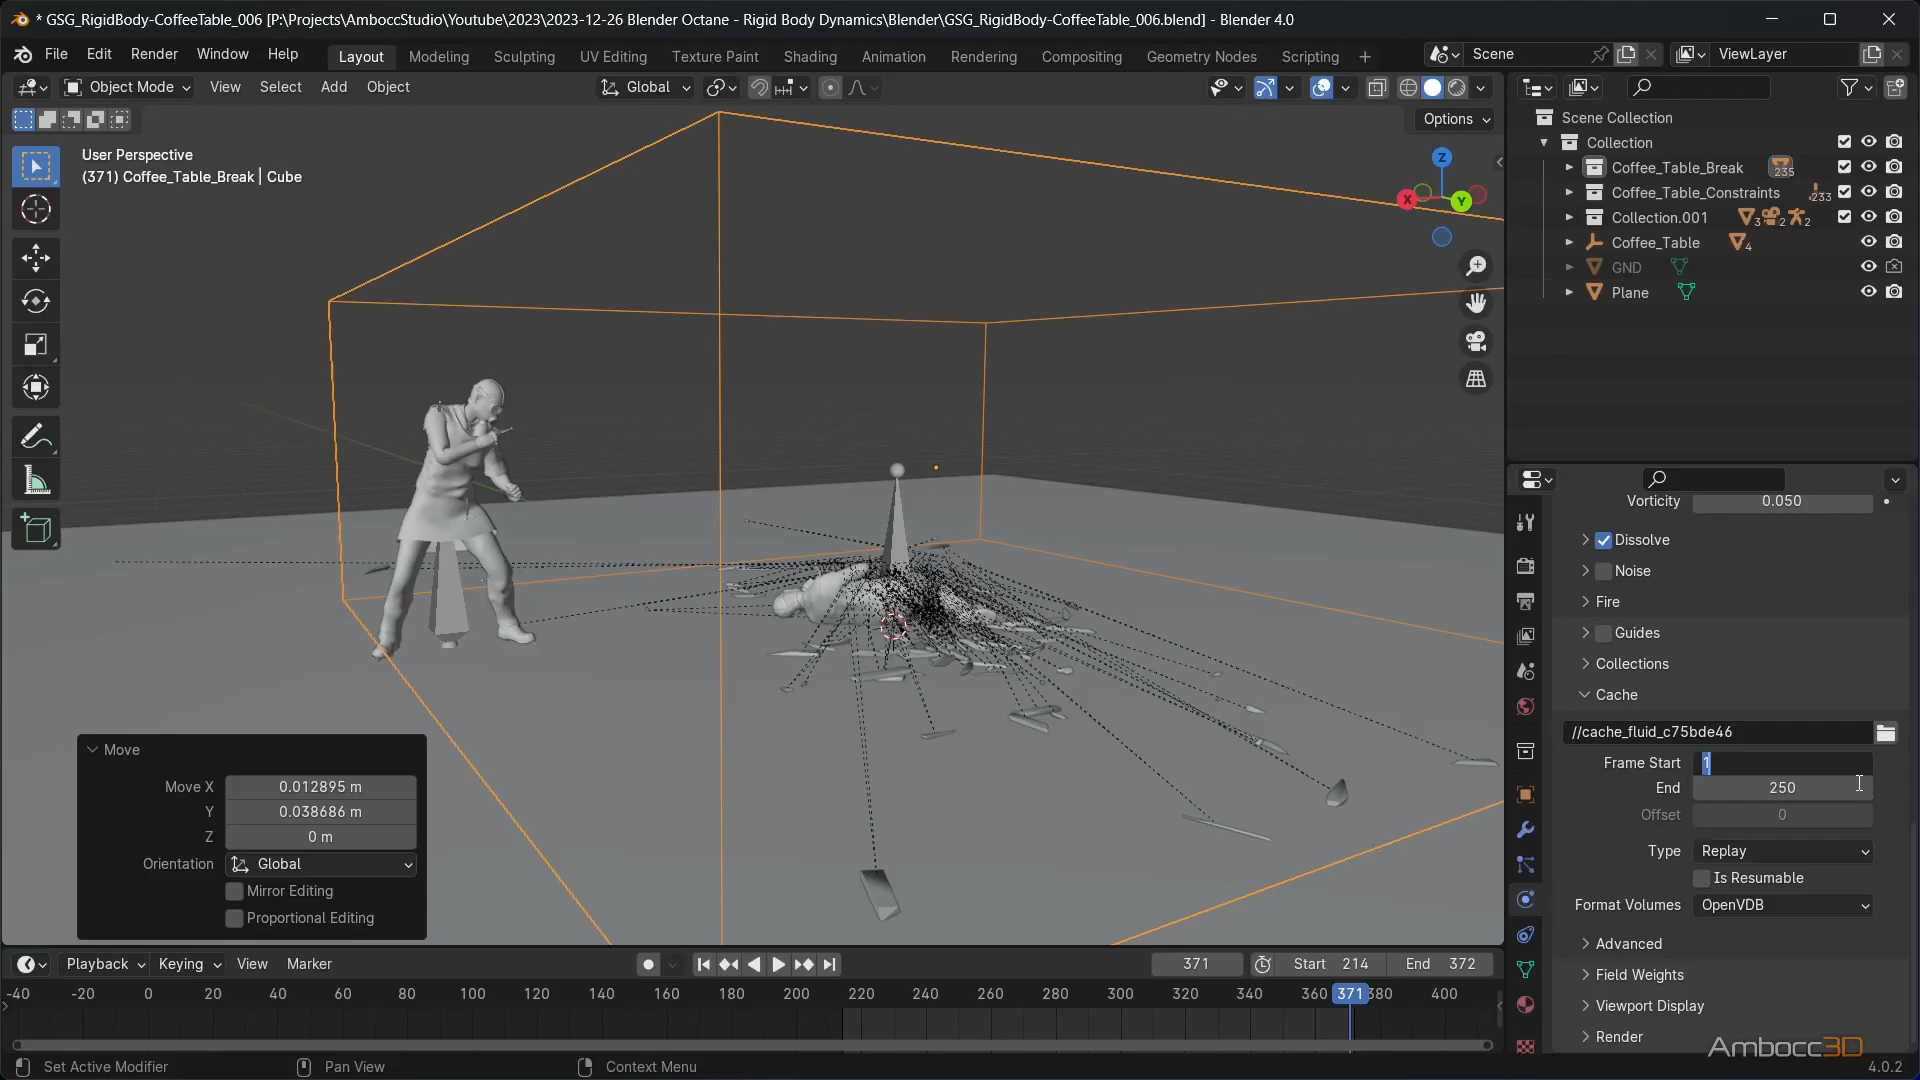 * GSG_RigidBody-CoffeeTable_006 [P:\Projects\AmboccStudio\Youtube\2023\2023-12-26 Blender Octane - Rigid Body Dynamics\Blender\GSG_RigidBody-CoffeeTable_006.blend] - Blender 4.0
File Edit Render Window Help Layout Modeling Sculpting UV Editing Texture Paint Shading Animation Rendering Compositing Geometry Nodes Scripting + Scene ViewLayer
Object Mode View Select Add Object Global
Options
User Perspective
(371) Coffee_Table_Break | Cube
Z
X
Y
Scene Collection
Collection
Coffee_Table_Break 235
Coffee_Table_Constraints 233
Collection.001 3 2 2
Coffee_Table 4
GND
Plane
Vorticity 0.050
Dissolve
Noise
Fire
Guides
Collections
Cache
//cache_fluid_c75bde46
Frame Start 1
End 250
Offset 0
Type Replay
Is Resumable
Format Volumes OpenVDB
Advanced
Field Weights
Viewport Display
Render
Move
Move X 0.012895 m
Y 0.038686 m
Z 0 m
Orientation Global
Mirror Editing
Proportional Editing
Playback Keying View Marker 371 Start 214 End 372
-40 -20 0 20 40 60 80 100 120 140 160 180 200 220 240 260 280 300 320 340 360 371 380 400
Set Active Modifier Pan View Context Menu
Ambocc3D
4.0.2